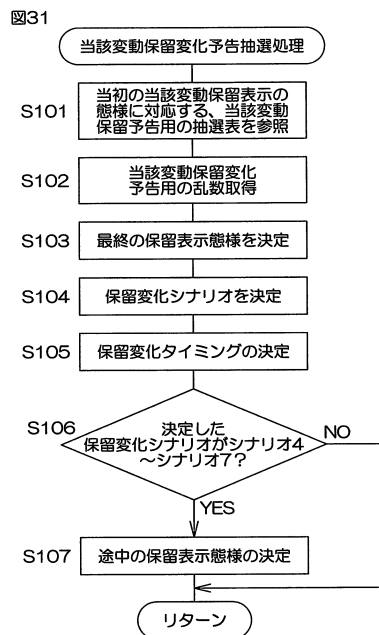 図31
当該変動保留変化予告抽選処理
S101
当初の当該変動保留表示の
態様に対応する、当該変動
保留予告用の抽選表を参照
S102
当該変動保留変化
予告用の乱数取得
S103
最終の保留表示態様を決定
S104
保留変化シナリオを決定
S105
保留変化タイミングの決定
S106
決定した
保留変化シナリオがシナリオ4
～シナリオ7？
NO
YES
S107
途中の保留表示態様の決定
リターン